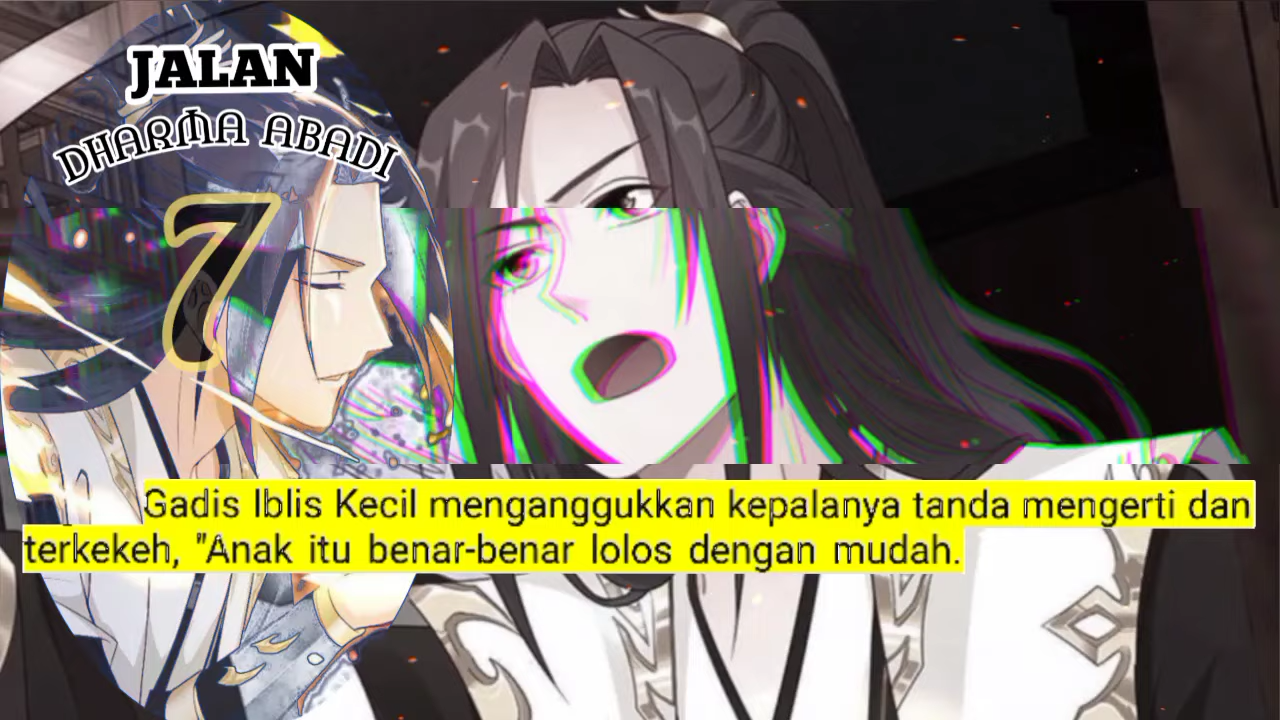 JALAN
DHARMA ABADI
7
Gadis Iblis Kecil menganggukkan kepalanya tanda mengerti dan
terkekeh, "Anak itu benar-benar lolos dengan mudah.